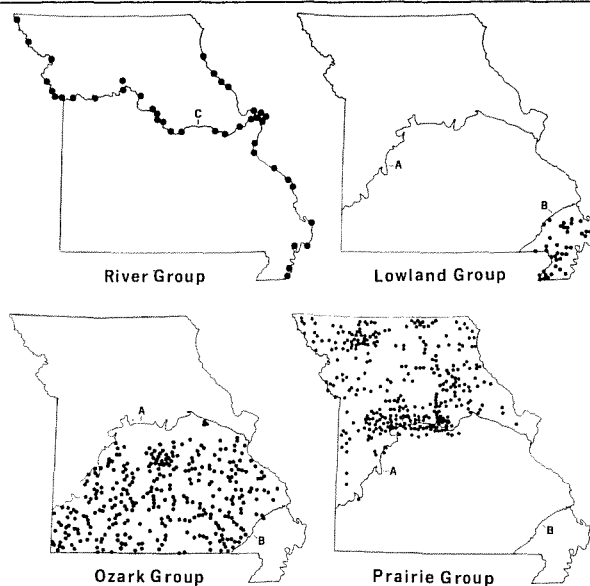 C
River Group
A
B
Lowland Group
A
B
Ozark Group
A
B
Prairie Group